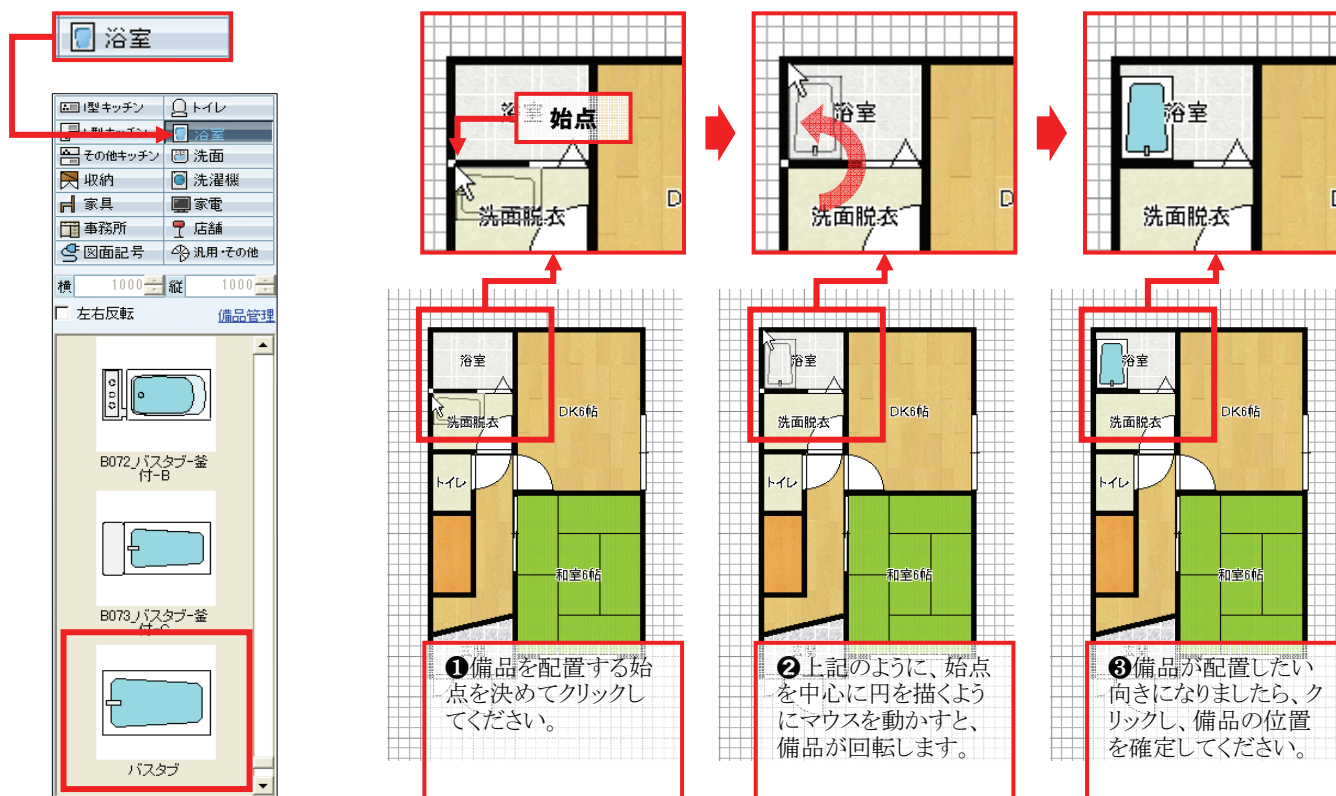 浴室
I型キッチン トイレ
浴室
その他キッチン 洗面
収納 洗濯機
家具 家電
事務所 店舗
図面記号 汎用・その他
横 1000 縦 1000
左右反転 備品管理
B072_バスタブ-釜
付-B
B073_バスタブ-釜
バスタブ
始点
洗面脱衣
浴室
洗面脱衣
浴室
洗面脱衣
浴室
DK6帖
洗面脱衣
トイレ
和室6帖
❶備品を配置する始
点を決めてクリックし
てください。
浴室
DK6帖
洗面脱衣
トイレ
和室6帖
❷上記のように、始点
を中心に円を描くよう
にマウスを動かすと、
備品が回転します。
浴室
DK6帖
洗面脱衣
トイレ
和室6帖
❸備品が配置したい
向きになりましたら、ク
リックし、備品の位置
を確定してください。